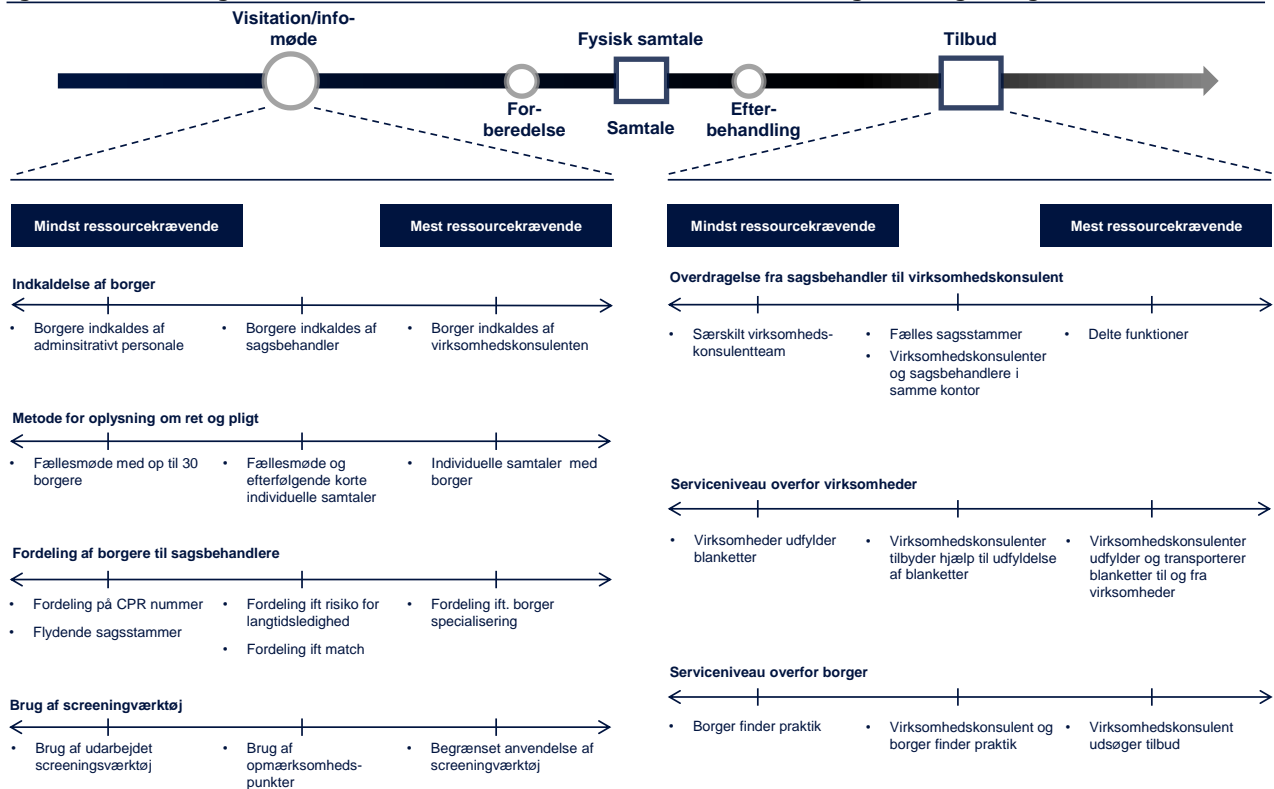 Visitation/info-
møde
Fysisk samtale
Tilbud
For-
beredelse
Samtale
Efter-
behandling
Mindst ressourcekrævende
Mest ressourcekrævende
Indkaldelse af borger
• Borgere indkaldes af
adminsitrativt personale
• Borgere indkaldes af
sagsbehandler
• Borger indkaldes af
virksomhedskonsulenten
Metode for oplysning om ret og pligt
• Fællesmøde med op til 30
borgere
• Fællesmøde og
efterfølgende korte
individuelle samtaler
• Individuelle samtaler med
borger
Fordeling af borgere til sagsbehandlere
• Fordeling på CPR nummer
• Flydende sagsstammer
• Fordeling ift risiko for
langtidsledighed
• Fordeling ift match
• Fordeling ift. borger
specialisering
Brug af screeningværktøj
• Brug af udarbejdet
screeningsværktøj
• Brug af
opmærksomheds-
punkter
• Begrænset anvendelse af
screeningværktøj
Mindst ressourcekrævende
Mest ressourcekrævende
Overdragelse fra sagsbehandler til virksomhedskonsulent
• Særskilt virksomheds-
konsulentteam
• Fælles sagsstammer
• Virksomhedskonsulenter
og sagsbehandlere i
samme kontor
• Delte funktioner
Serviceniveau overfor virksomheder
• Virksomheder udfylder
blanketter
• Virksomhedskonsulenter
tilbyder hjælp til udfyldelse
af blanketter
• Virksomhedskonsulenter
udfylder og transporterer
blanketter til og fra
virksomheder
Serviceniveau overfor borger
• Borger finder praktik
• Virksomhedskonsulent og
borger finder praktik
• Virksomhedskonsulent
udsøger tilbud